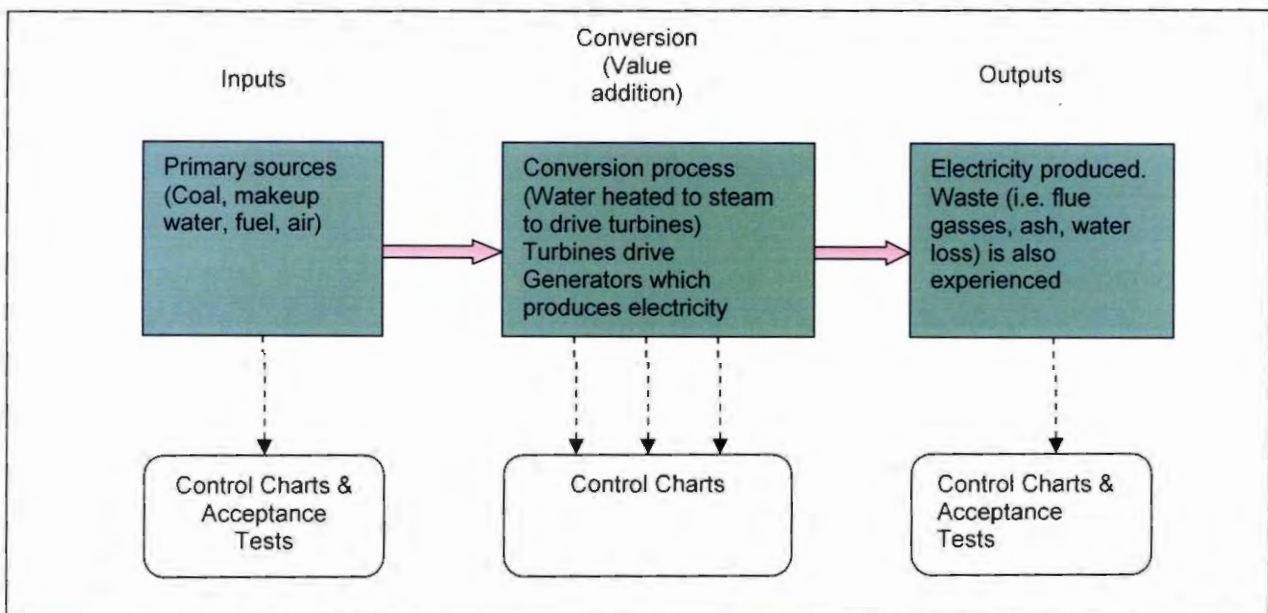 Inputs
Conversion
(Value
addition)
Outputs
Primary sources
(Coal, makeup
water, fuel, air)
Conversion process
(Water heated to steam
to drive turbines)
Turbines drive
Generators which
produces electricity
Electricity produced.
Waste (i.e. flue
gasses, ash, water
loss) is also
experienced
Control Charts &
Acceptance
Tests
Control Charts
Control Charts &
Acceptance
Tests